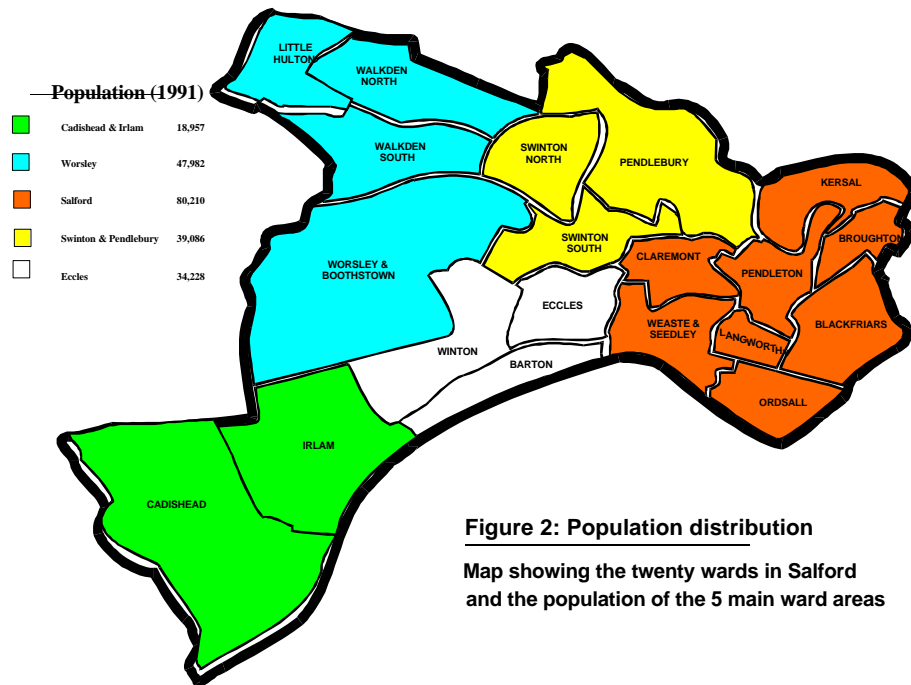 Population (1991)
Cadishead & Irlam 18,957
Worsley 47,982
Salford 80,210
Swinton & Pendlebury 39,086
Eccles 34,228
LITTLE
HULTON
WALKDEN
NORTH
WALKDEN
SOUTH
SWINTON
NORTH
PENDLEBURY
KERSAL
SWINTON
SOUTH
BROUGHTON
CLAREMONT
WORSLEY &
BOOTHSTOWN
PENDLETON
ECCLES
WEASTE &
SEEDLEY
BLACKFRIARS
LANGWORTH
WINTON
BARTON
ORDSALL
IRLAM
CADISHEAD
Figure 2: Population distribution
Map showing the twenty wards in Salford
and the population of the 5 main ward areas